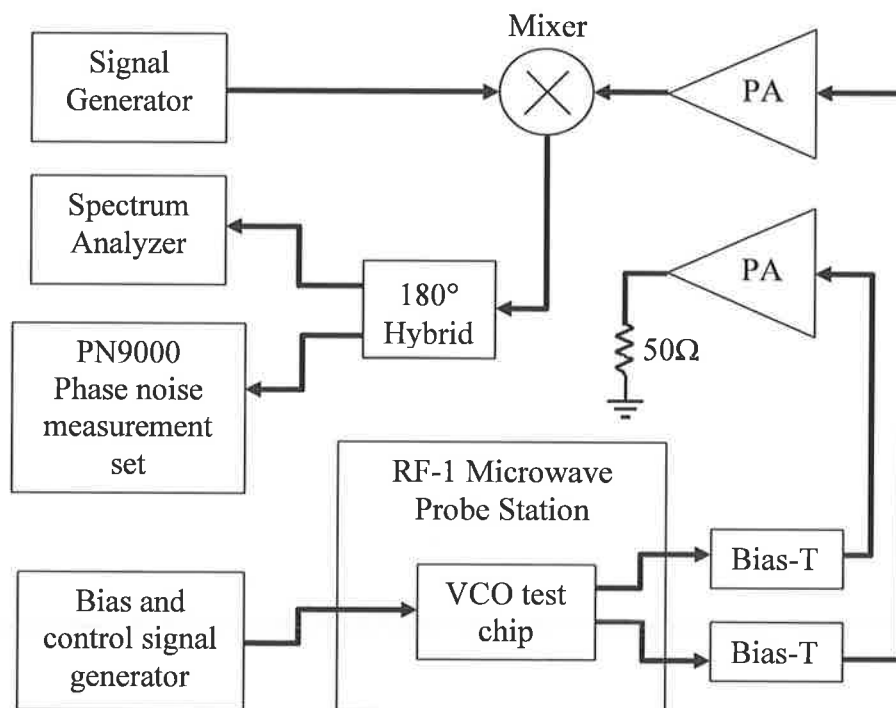 Mixer
Signal
Generator
PA
Spectrum
Analyzer
PA
180°
Hybrid
50Ω
PN9000
Phase noise
measurement
set
RF-1 Microwave
Probe Station
Bias-T
VCO test
chip
Bias and
control signal
generator
Bias-T